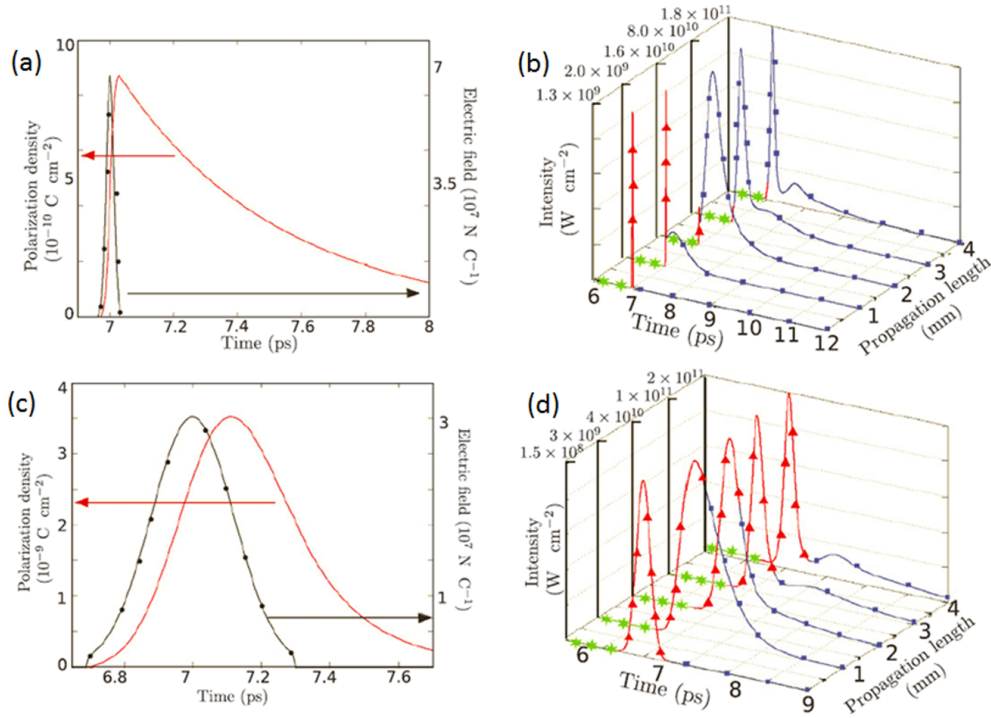 (a)
10
5
0
Polarization density
(10⁻¹⁰ C cm⁻²)
7
3.5
Electric field (10⁷ N C⁻¹)
7
7.2
7.4
7.6
7.8
8
Time (ps)
(b)
1.8 × 10¹¹
8.0 × 10¹⁰
1.6 × 10¹⁰
2.0 × 10⁹
1.3 × 10⁹
Intensity
(W cm⁻²)
6
7
8
9
10
11
12
Time (ps)
1
2
3
4
Propagation length
(mm)
(c)
4
3
2
1
0
Polarization density
(10⁻⁹ C cm⁻²)
3
1
Electric field (10⁷ N C⁻¹)
6.8
7
7.2
7.4
7.6
Time (ps)
(d)
2 × 10¹¹
1 × 10¹¹
4 × 10¹⁰
3 × 10⁹
1.5 × 10⁸
Intensity
(W cm⁻²)
6
7
8
9
Time (ps)
1
2
3
4
Propagation length
(mm)